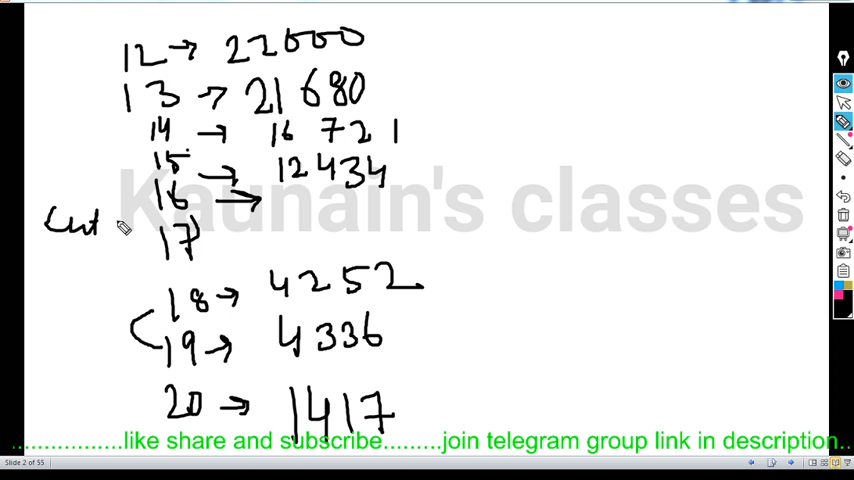 12 → 22000
13 → 21680
14 → 16721
15 → 12434
16 →
Kaunain's classes
Cut 17
18 → 4252
19 → 4336
20 → 1417
................like share and subscribe.........join telegram group link in description..
Slide 2 of 55